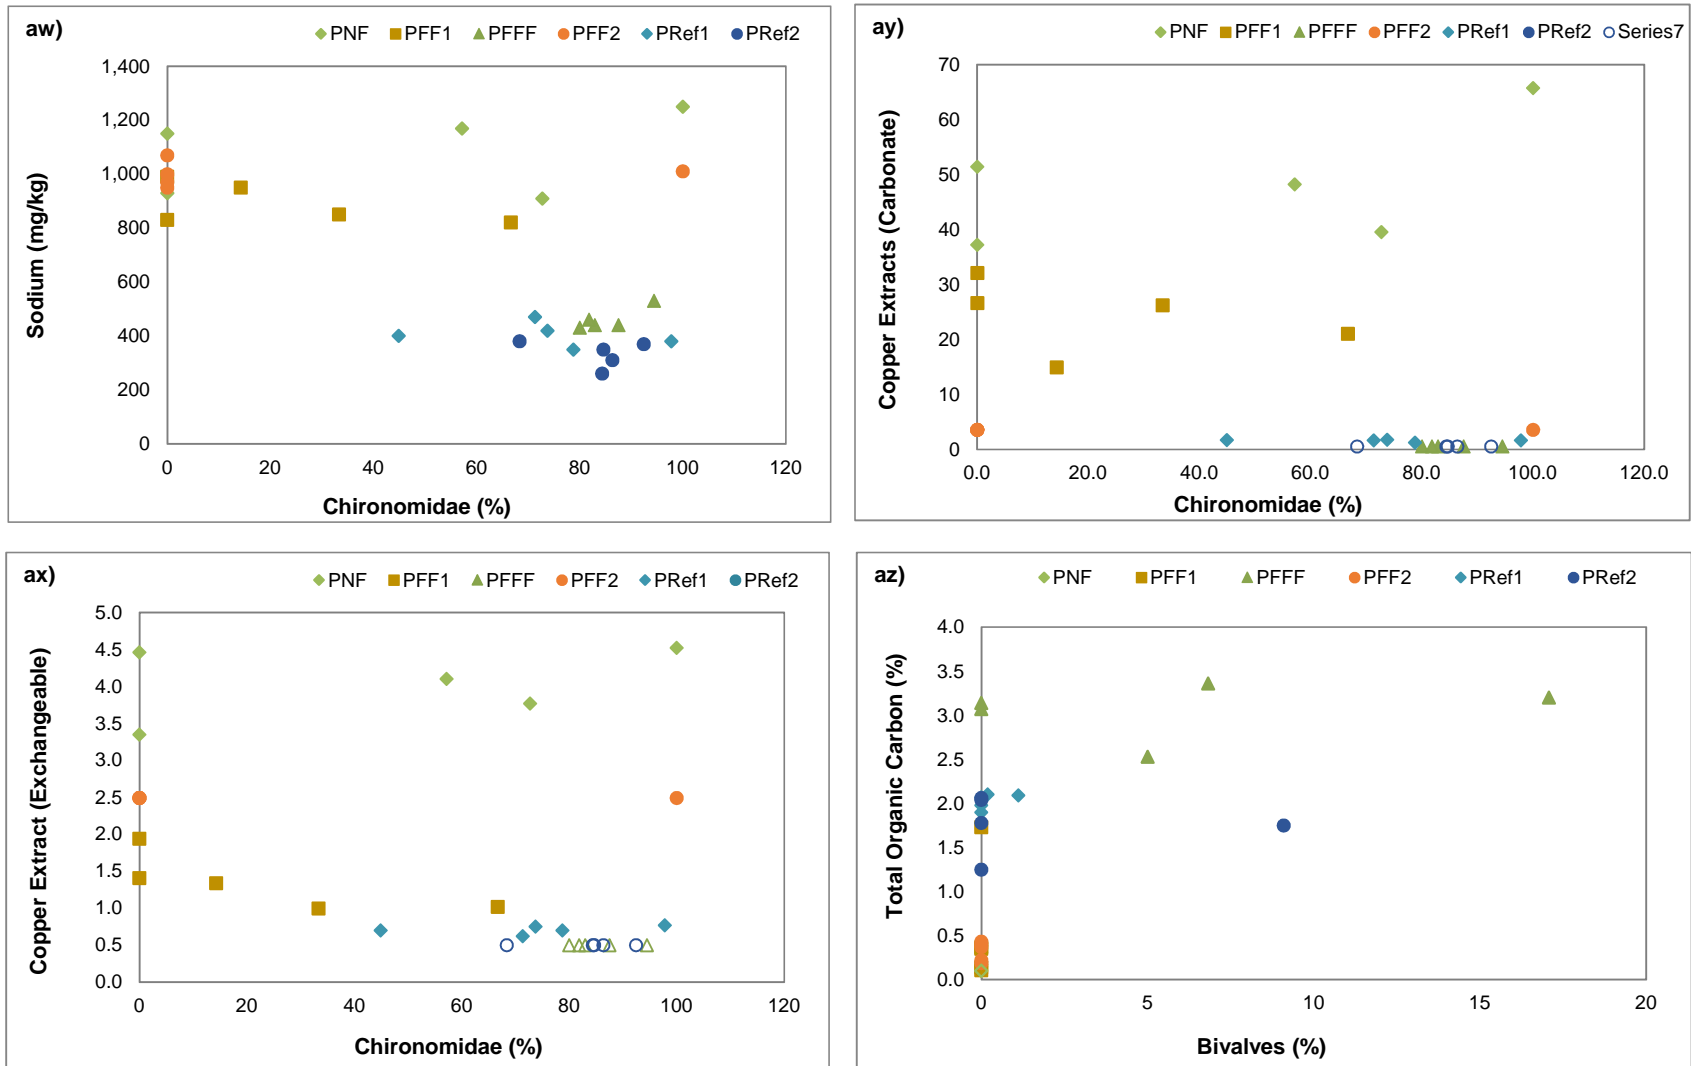 aw)
PNF PFF1 PFFF PFF2 PRef1 PRef2
1,400
1,200
1,000
800
600
400
200
0
0 20 40 60 80 100 120
Sodium (mg/kg)
Chironomidae (%)
ay)
PNF PFF1 PFFF PFF2 PRef1 PRef2 Series7
70
60
50
40
30
20
10
0
0.0 20.0 40.0 60.0 80.0 100.0 120.0
Copper Extracts (Carbonate)
Chironomidae (%)
ax)
PNF PFF1 PFFF PFF2 PRef1 PRef2
5.0
4.5
4.0
3.5
3.0
2.5
2.0
1.5
1.0
0.5
0.0
0 20 40 60 80 100 120
Copper Extract (Exchangeable)
Chironomidae (%)
az)
PNF PFF1 PFFF PFF2 PRef1 PRef2
4.0
3.5
3.0
2.5
2.0
1.5
1.0
0.5
0.0
0 5 10 15 20
Total Organic Carbon (%)
Bivalves (%)